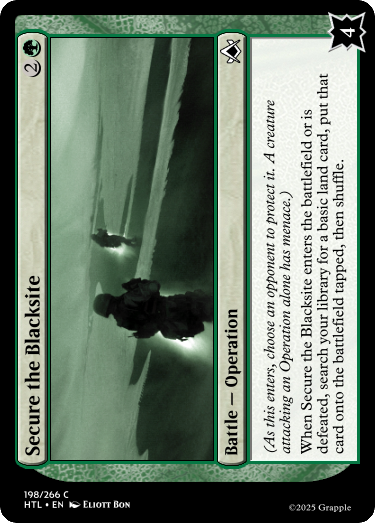 Secure the Blacksite
2
Battle — Operation
4
(As this enters, choose an opponent to protect it. A creature
attacking an Operation alone has menace.)
When Secure the Blacksite enters the battlefield or is
defeated, search your library for a basic land card, put that
card onto the battlefield tapped, then shuffle.
198/266 C
HTL • EN Eliott Bon
©2025 Grapple